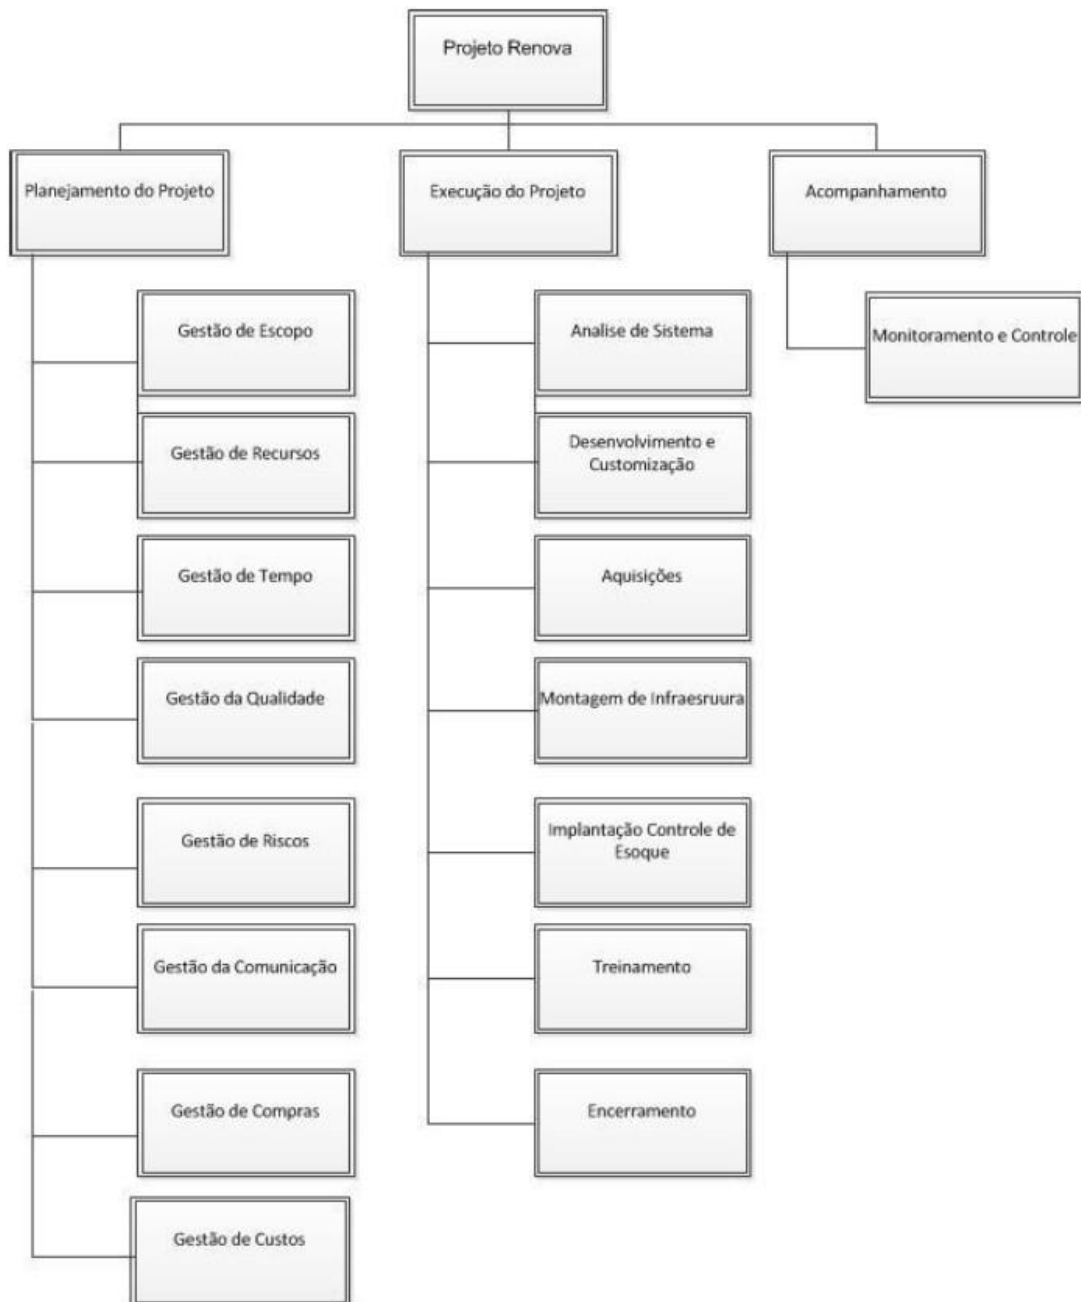 Projeto Renova
Planejamento do Projeto
Execução do Projeto
Acompanhamento
Gestão de Escopo
Gestão de Recursos
Gestão de Tempo
Gestão da Qualidade
Gestão de Riscos
Gestão da Comunicação
Gestão de Compras
Gestão de Custos
Analise de Sistema
Desenvolvimento e
Customização
Aquisições
Montagem de Infraesruura
Implantação Controle de
Esoque
Treinamento
Encerramento
Monitoramento e Controle